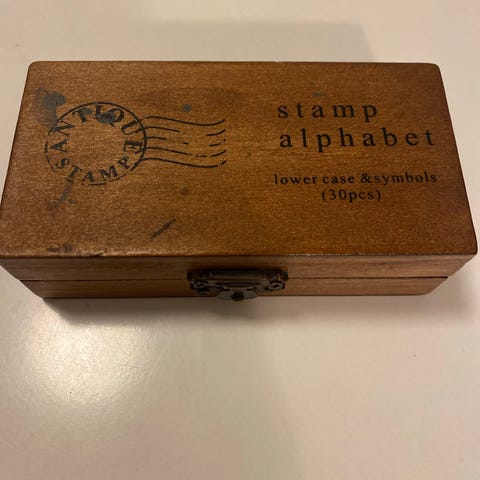 ANTIQUE
STAMP
stamp
alphabet
lower case &symbols
(30pcs)